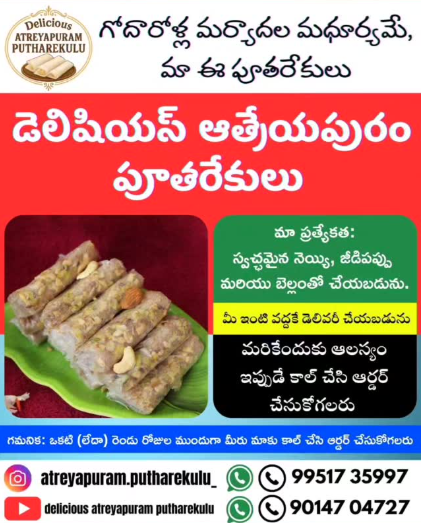 Delicious
ATREYAPURAM
PUTHAREKULU
గోదారోళ్ల మర్యాదల మధూర్యమే,
మా ఈ పూతరేకులు
డెలిషియస్ ఆత్రేయపురం
పూతరేకులు
మా ప్రత్యేకత:
స్వచ్ఛమైన నెయ్యి, జీడిపప్పు
మరియు బెల్లంతో చేయబడును.
మీ ఇంటి వద్దకే డెలివరీ చేయబడును
మరికేందుకు ఆలస్యం
ఇప్పుడే కాల్ చేసి ఆర్డర్
చేసుకోగలరు
గమనిక: ఒకటి (లేదా) రెండు రోజుల ముందుగా మీరు మాకు కాల్ చేసి ఆర్డర్ చేసుకోగలరు
atreyapuram.putharekulu_ 99517 35997
delicious atreyapuram putharekulu 90147 04727